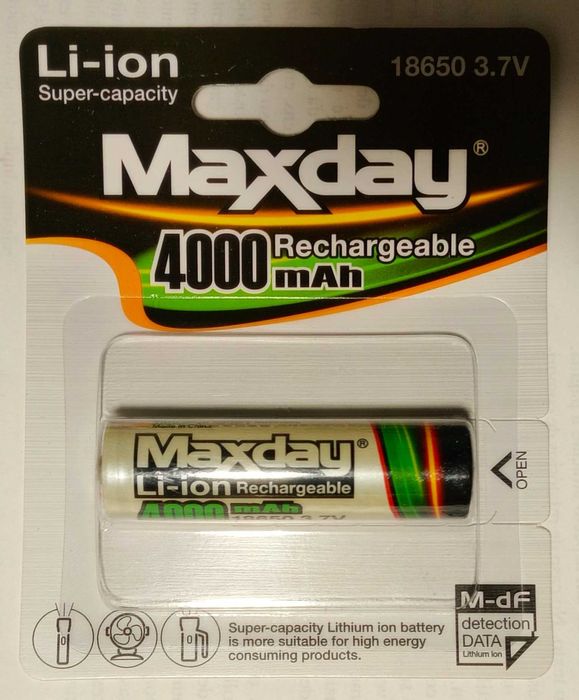 Li-ion
Super-capacity
18650 3.7V
Maxday®
4000 Rechargeable
mAh
Made in China
Maxday®
Li-ion Rechargeable
4000 mAh
18650 3.7V
OPEN
Super-capacity Lithium ion battery
is more suitable for high energy
consuming products.
M-dF
detection
DATA
Lithium Ion